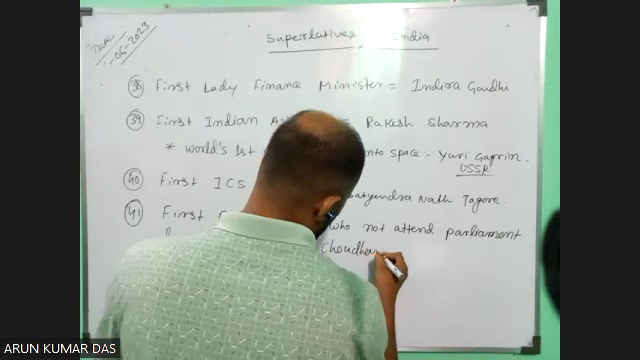 Date
:-06-2023
Superlatives India
38 First Lady Finance Minister = Indira Gandhi
39 First Indian As = Rakesh Sharma.
* World's 1st into space :- Yuri Gagrin.
USSR
40 First ICS Satyendra Nath Tagore.
41 First who not attend parliament
Choudhar
ARUN KUMAR DAS